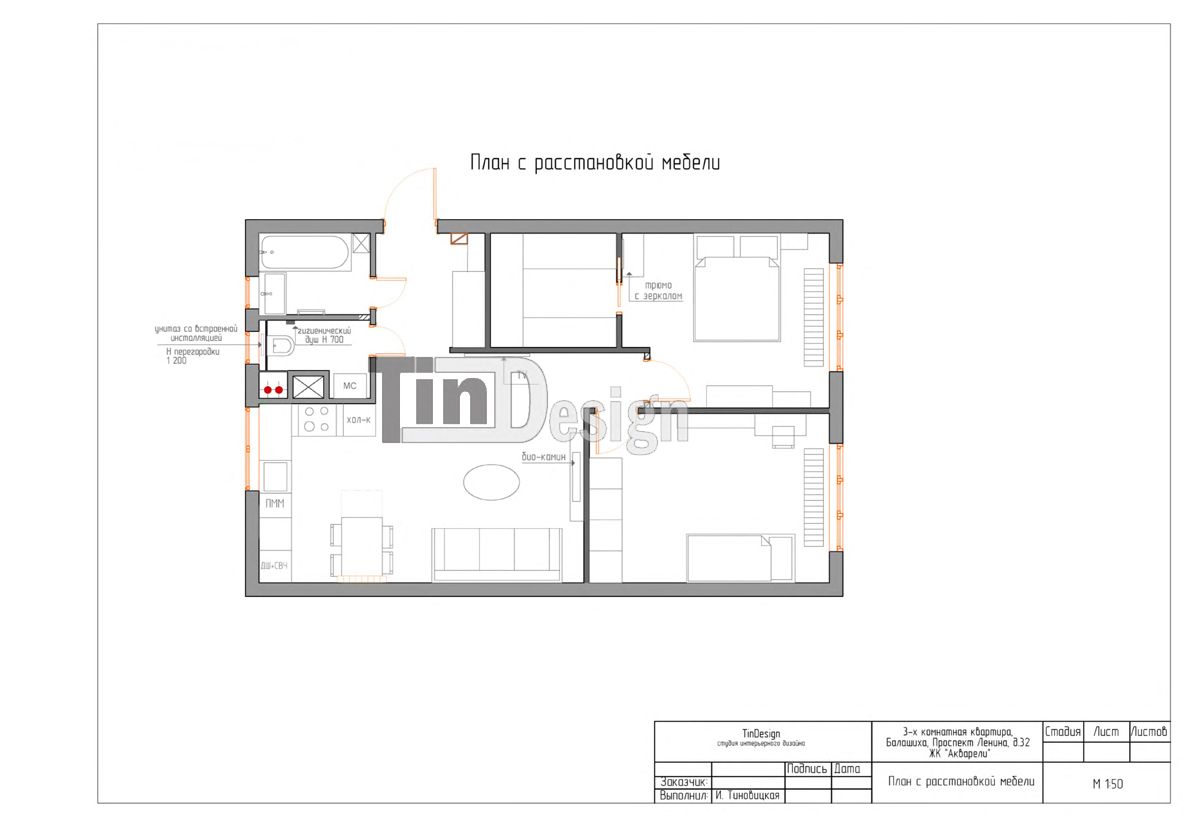 План с расстановкой мебели
трюмо
с зеркалом
унитаз со встроенной
инсталляцией
Н перегородки
1 200
гигиенический
душ Н 700
МС
TV
TinDesign
хол-к
био-камин
ПММ
ДШ+СВЧ
TinDesign
студия интерьерного дизайна
3-х комнатная квартира,
Балашиха, Проспект Ленина, д.32
ЖК "Акварели"
Стадия Лист Листов
Подпись Дата
Заказчик:
Выполнил: И. Тиновицкая
План с расстановкой мебели
М 1:50